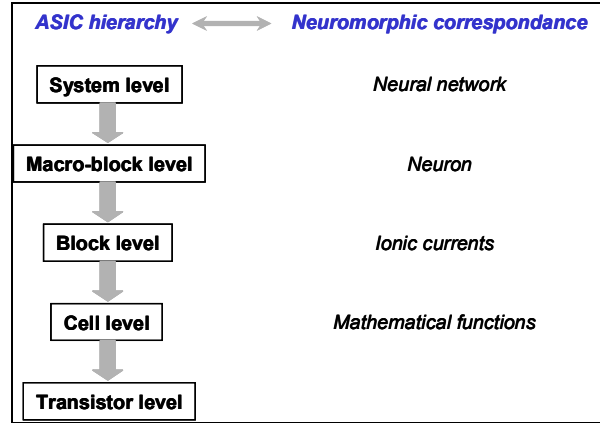 ASIC hierarchy Neuromorphic correspondance
System level Neural network
Macro-block level Neuron
Block level Ionic currents
Cell level Mathematical functions
Transistor level